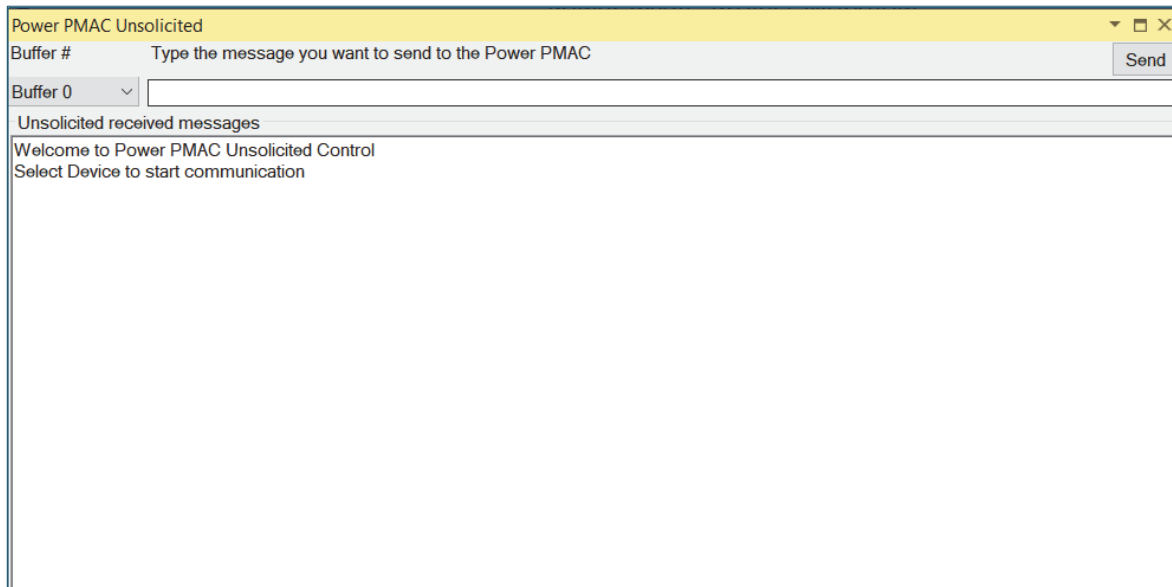 Power PMAC Unsolicited
Buffer # Type the message you want to send to the Power PMAC
Send
Buffer 0
Unsolicited received messages
Welcome to Power PMAC Unsolicited Control
Select Device to start communication